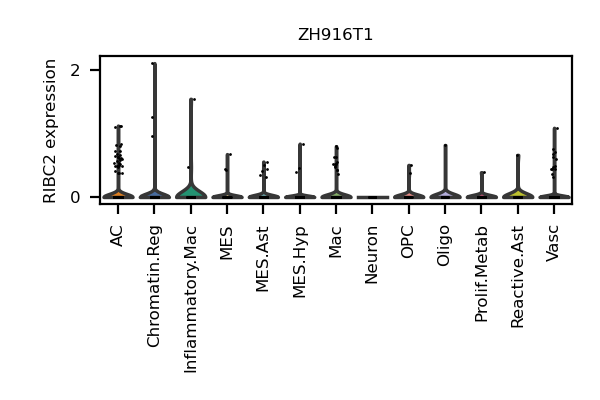 ZH916T1
RIBC2 expression
2
0
AC
Chromatin.Reg
Inflammatory.Mac
MES
MES.Ast
MES.Hyp
Mac
Neuron
OPC
Oligo
Prolif.Metab
Reactive.Ast
Vasc